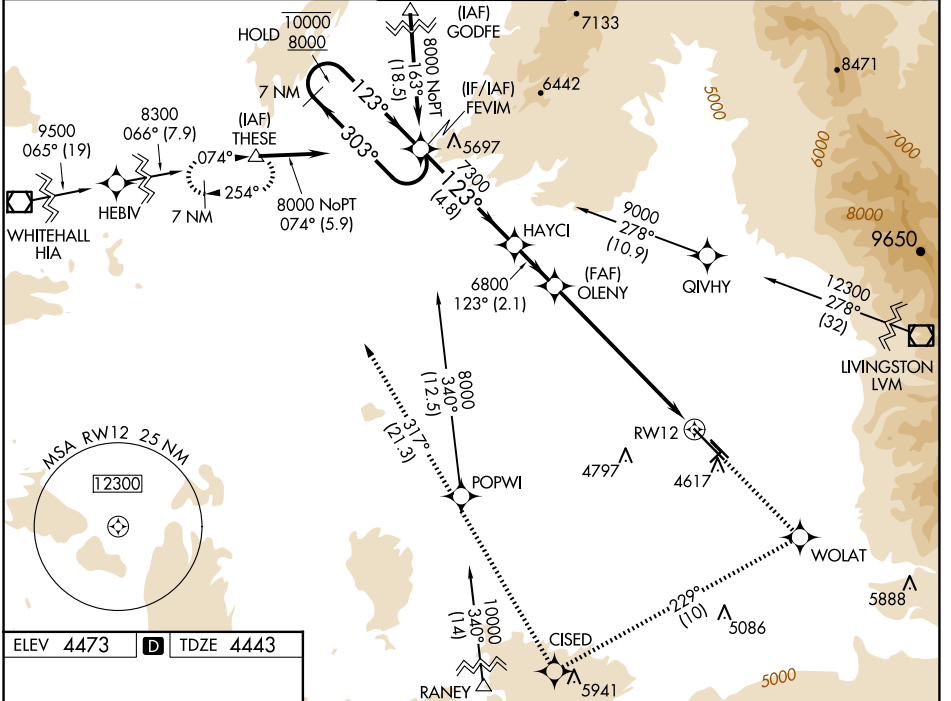 (IAF)
GODFE
HOLD
10000
8000
7133
8471
8000 NoPT
163°
(18.5)
6442
7 NM
123°
303°
(IF/IAF)
FEVIM
5697
5000
6000
7000
8000
9650
9500
065° (19)
8300
066° (7.9)
(IAF)
THESE
074°
254°
7 NM
8000 NoPT
074° (5.9)
WHITEHALL
HIA
HEBIV
7300
123°
(4.8)
HAYCI
9000
278°
(10.9)
QIVHY
6800
123° (2.1)
(FAF)
OLENY
12300
278°
(32)
LIVINGSTON
LVM
8000
340°
(12.5)
317°
(21.3)
RW12
4797
4617
POPWI
MSA RW12 25 NM
12300
WOLAT
5888
229°
(10)
5086
10000
340°
(14)
CISED
5941
RANEY
5000
ELEV 4473 D TDZE 4443